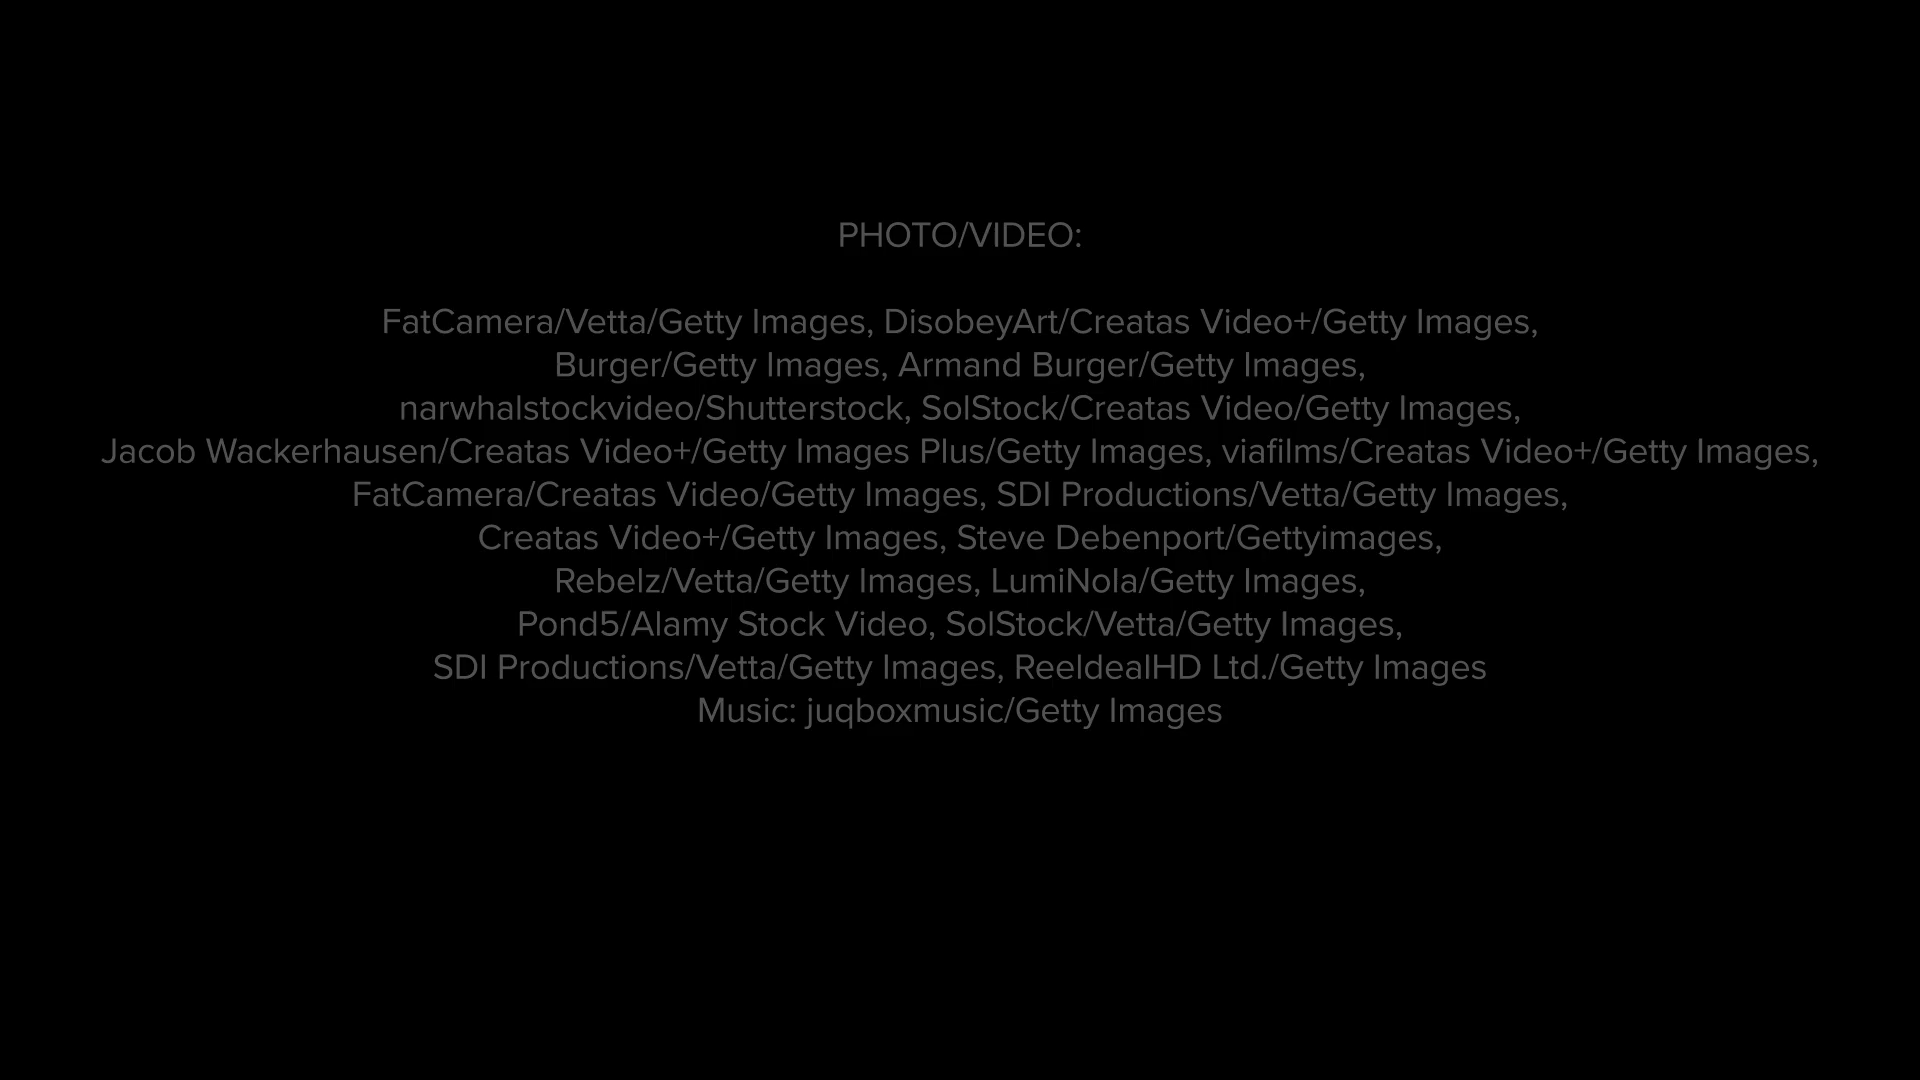 PHOTO/VIDEO:
FatCamera/Vetta/Getty Images, DisobeyArt/Creatas Video+/Getty Images,
Burger/Getty Images, Armand Burger/Getty Images,
narwhalstockvideo/Shutterstock, SolStock/Creatas Video/Getty Images,
Jacob Wackerhausen/Creatas Video+/Getty Images Plus/Getty Images, viafilms/Creatas Video+/Getty Images,
FatCamera/Creatas Video/Getty Images, SDI Productions/Vetta/Getty Images,
Creatas Video+/Getty Images, Steve Debenport/Gettyimages,
Rebelz/Vetta/Getty Images, LumiNola/Getty Images,
Pond5/Alamy Stock Video, SolStock/Vetta/Getty Images,
SDI Productions/Vetta/Getty Images, ReeldealHD Ltd./Getty Images
Music: juqboxmusic/Getty Images